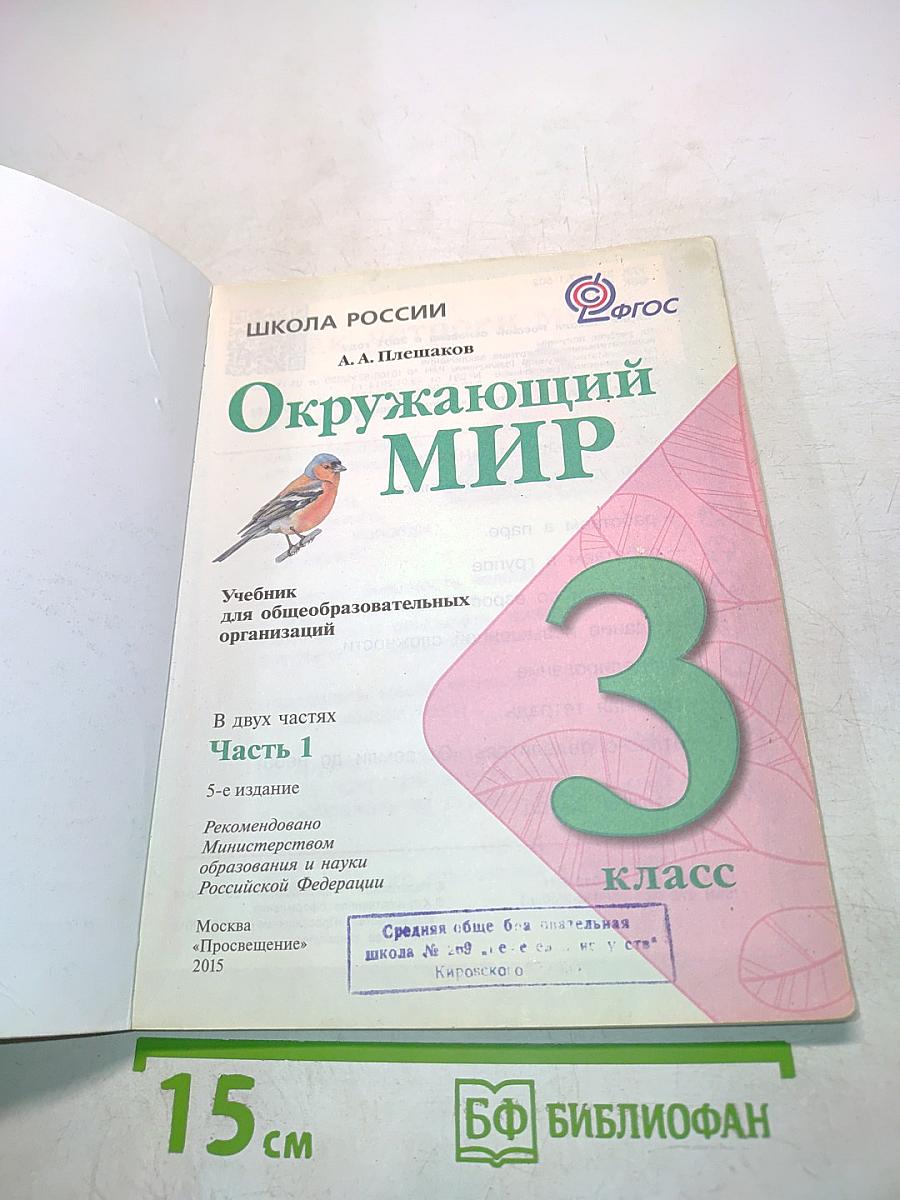 ШКОЛА РОССИИ
ФГОС
А. А. Плешаков
Окружающий
МИР
Учебник
для общеобразовательных
организаций
3
класс
В двух частях
Часть 1
5-е издание
Рекомендовано
Министерством
образования и науки
Российской Федерации
Москва
«Просвещение»
2015
Средняя обще
школа №
Кировского
15 см
БФ БИБЛИОФАН